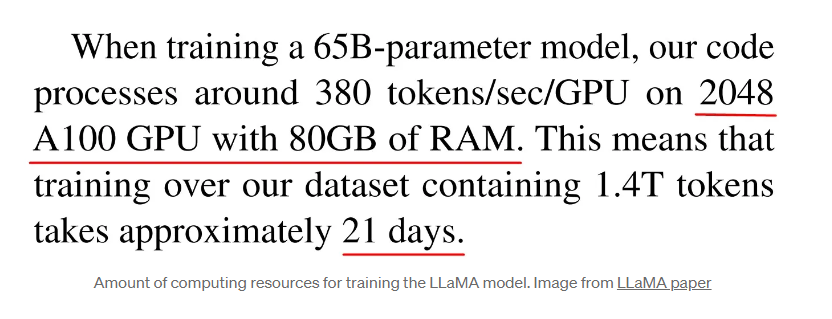 When training a 65B-parameter model, our code
processes around 380 tokens/sec/GPU on 2048
A100 GPU with 80GB of RAM. This means that
training over our dataset containing 1.4T tokens
takes approximately 21 days.
Amount of computing resources for training the LLaMA model. Image from LLaMA paper